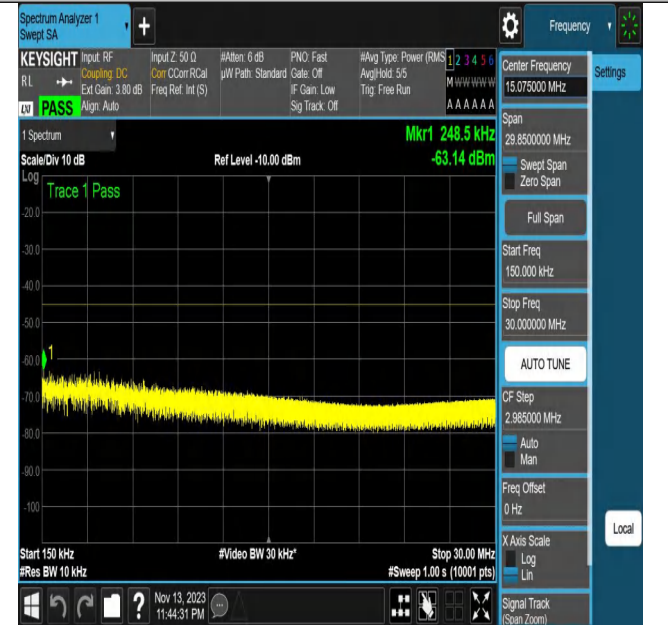 Spectrum Analyzer 1
Swept SA
+
Frequency
KEYSIGHT
RL
LXI
PASS
Input: RF
Coupling: DC
Ext Gain: 3.80 dB
Align: Auto
Input Z: 50 Ω
Corr CCorr RCal
Freq Ref: Int (S)
#Atten: 6 dB
µW Path: Standard
PNO: Fast
Gate: Off
IF Gain: Low
Sig Track: Off
#Avg Type: Power (RMS
Avg|Hold: 5/5
Trig: Free Run
1 2 3 4 5 6
M W W W W W
A A A A A A
1 Spectrum
Scale/Div 10 dB
Ref Level -10.00 dBm
Mkr1 248.5 kHz
-63.14 dBm
Log
Trace 1 Pass
-20.0
-30.0
-40.0
-50.0
-60.0
1
-70.0
-80.0
-90.0
-100
Start 150 kHz
#Res BW 10 kHz
#Video BW 30 kHz*
Stop 30.00 MHz
#Sweep 1.00 s (10001 pts)
?
Nov 13, 2023
11:44:31 PM
Center Frequency
15.075000 MHz
Settings
Span
29.8500000 MHz
Swept Span
Zero Span
Full Span
Start Freq
150.000 kHz
Stop Freq
30.000000 MHz
AUTO TUNE
CF Step
2.985000 MHz
Auto
Man
Freq Offset
0 Hz
X Axis Scale
Log
Lin
Local
Signal Track
(Span Zoom)